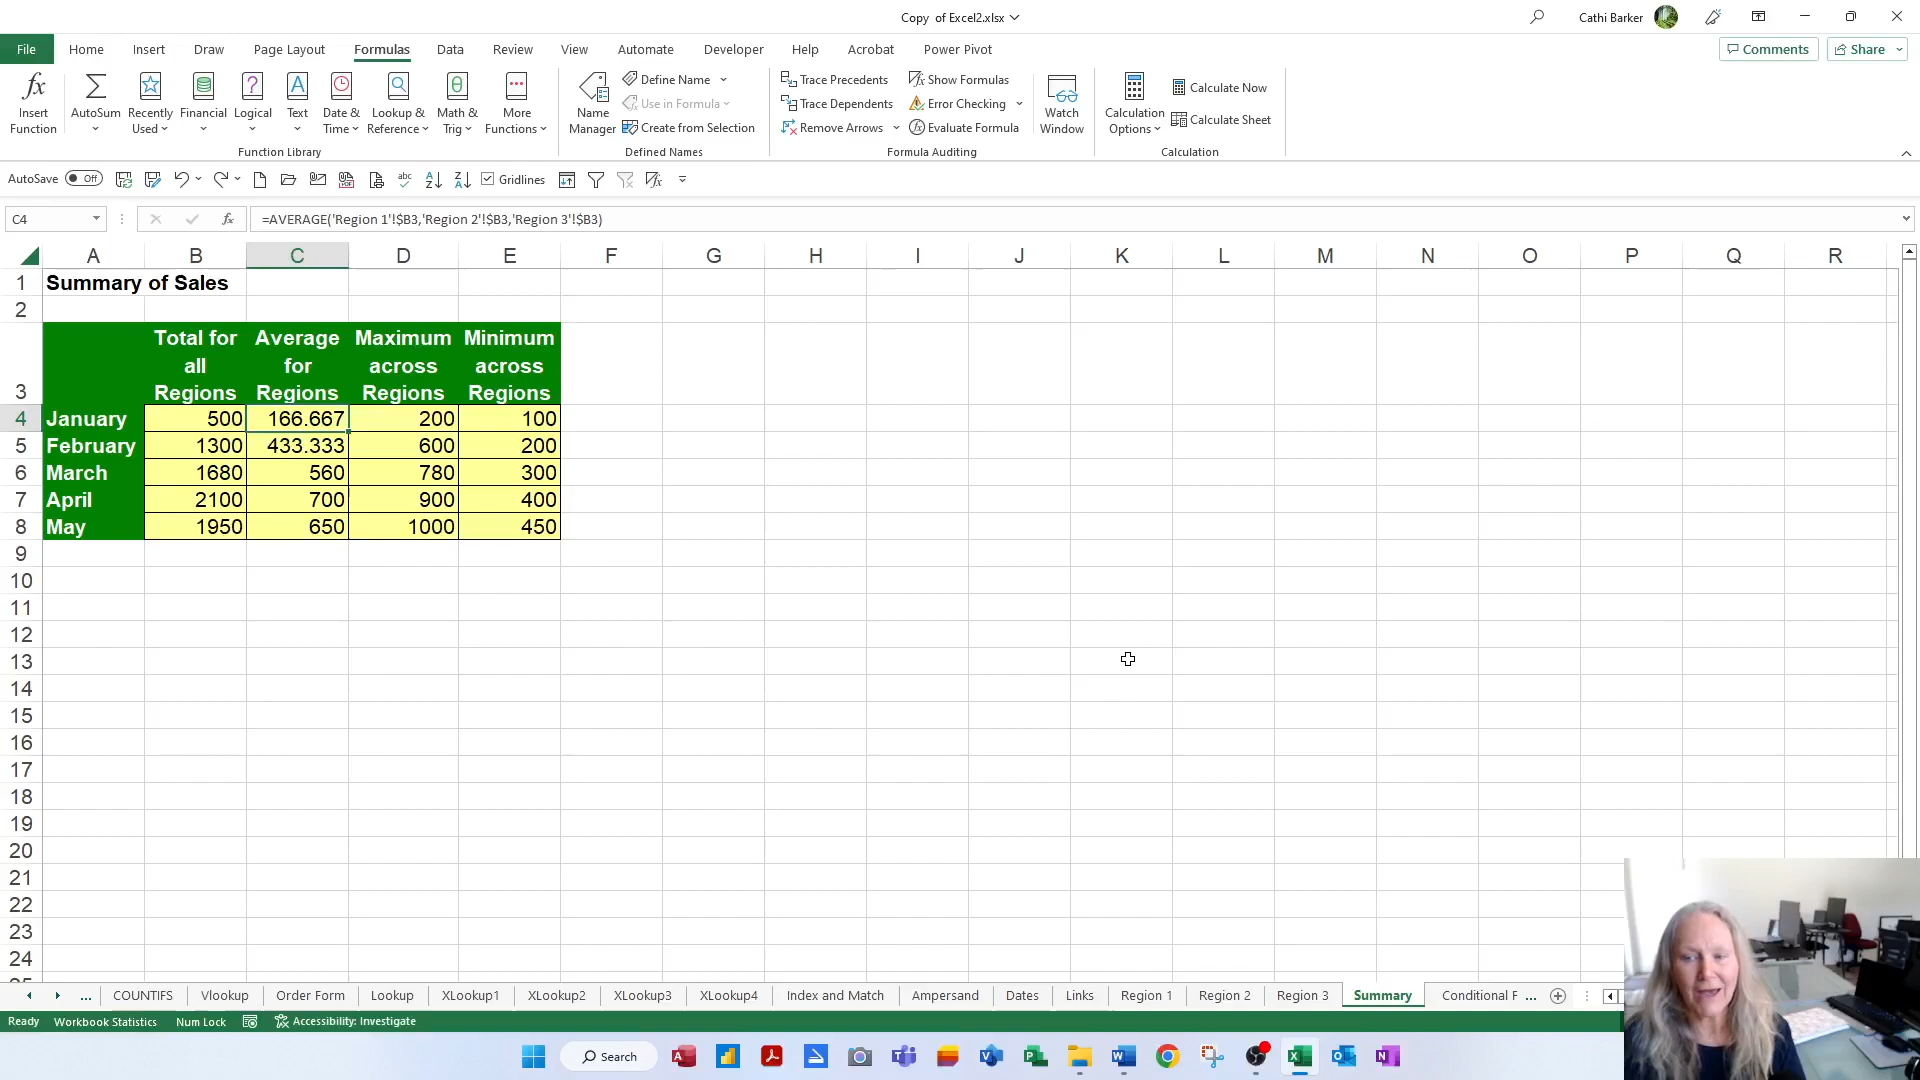 Copy of Excel2.xlsx
Cathi Barker
File Home Insert Draw Page Layout Formulas Data Review View Automate Developer Help Acrobat Power Pivot
Comments Share
Insert Function
AutoSum
Recently Used
Financial
Logical
Text
Date & Time
Lookup & Reference
Math & Trig
More Functions
Function Library
Name Manager
Define Name
Use in Formula
Create from Selection
Defined Names
Trace Precedents
Trace Dependents
Remove Arrows
Show Formulas
Error Checking
Evaluate Formula
Formula Auditing
Watch Window
Calculation Options
Calculate Now
Calculate Sheet
Calculation
AutoSave Off Gridlines
C4 fx =AVERAGE('Region 1'!$B3,'Region 2'!$B3,'Region 3'!$B3)
A B C D E F G H I J K L M N O P Q R
1 Summary of Sales
2
3 Total for all Regions Average for Regions Maximum across Regions Minimum across Regions
4 January 500 166.667 200 100
5 February 1300 433.333 600 200
6 March 1680 560 780 300
7 April 2100 700 900 400
8 May 1950 650 1000 450
9
10
11
12
13
14
15
16
17
18
19
20
21
22
23
24
... COUNTIFS Vlookup Order Form Lookup XLookup1 XLookup2 XLookup3 XLookup4 Index and Match Ampersand Dates Links Region 1 Region 2 Region 3 Summary Conditional F ...
Ready Workbook Statistics Num Lock Accessibility: Investigate
Search